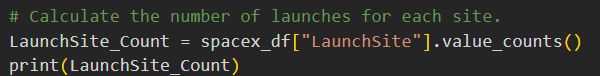 # Calculate the number of launches for each site.
LaunchSite_Count = spacex_df["LaunchSite"].value_counts()
print(LaunchSite_Count)